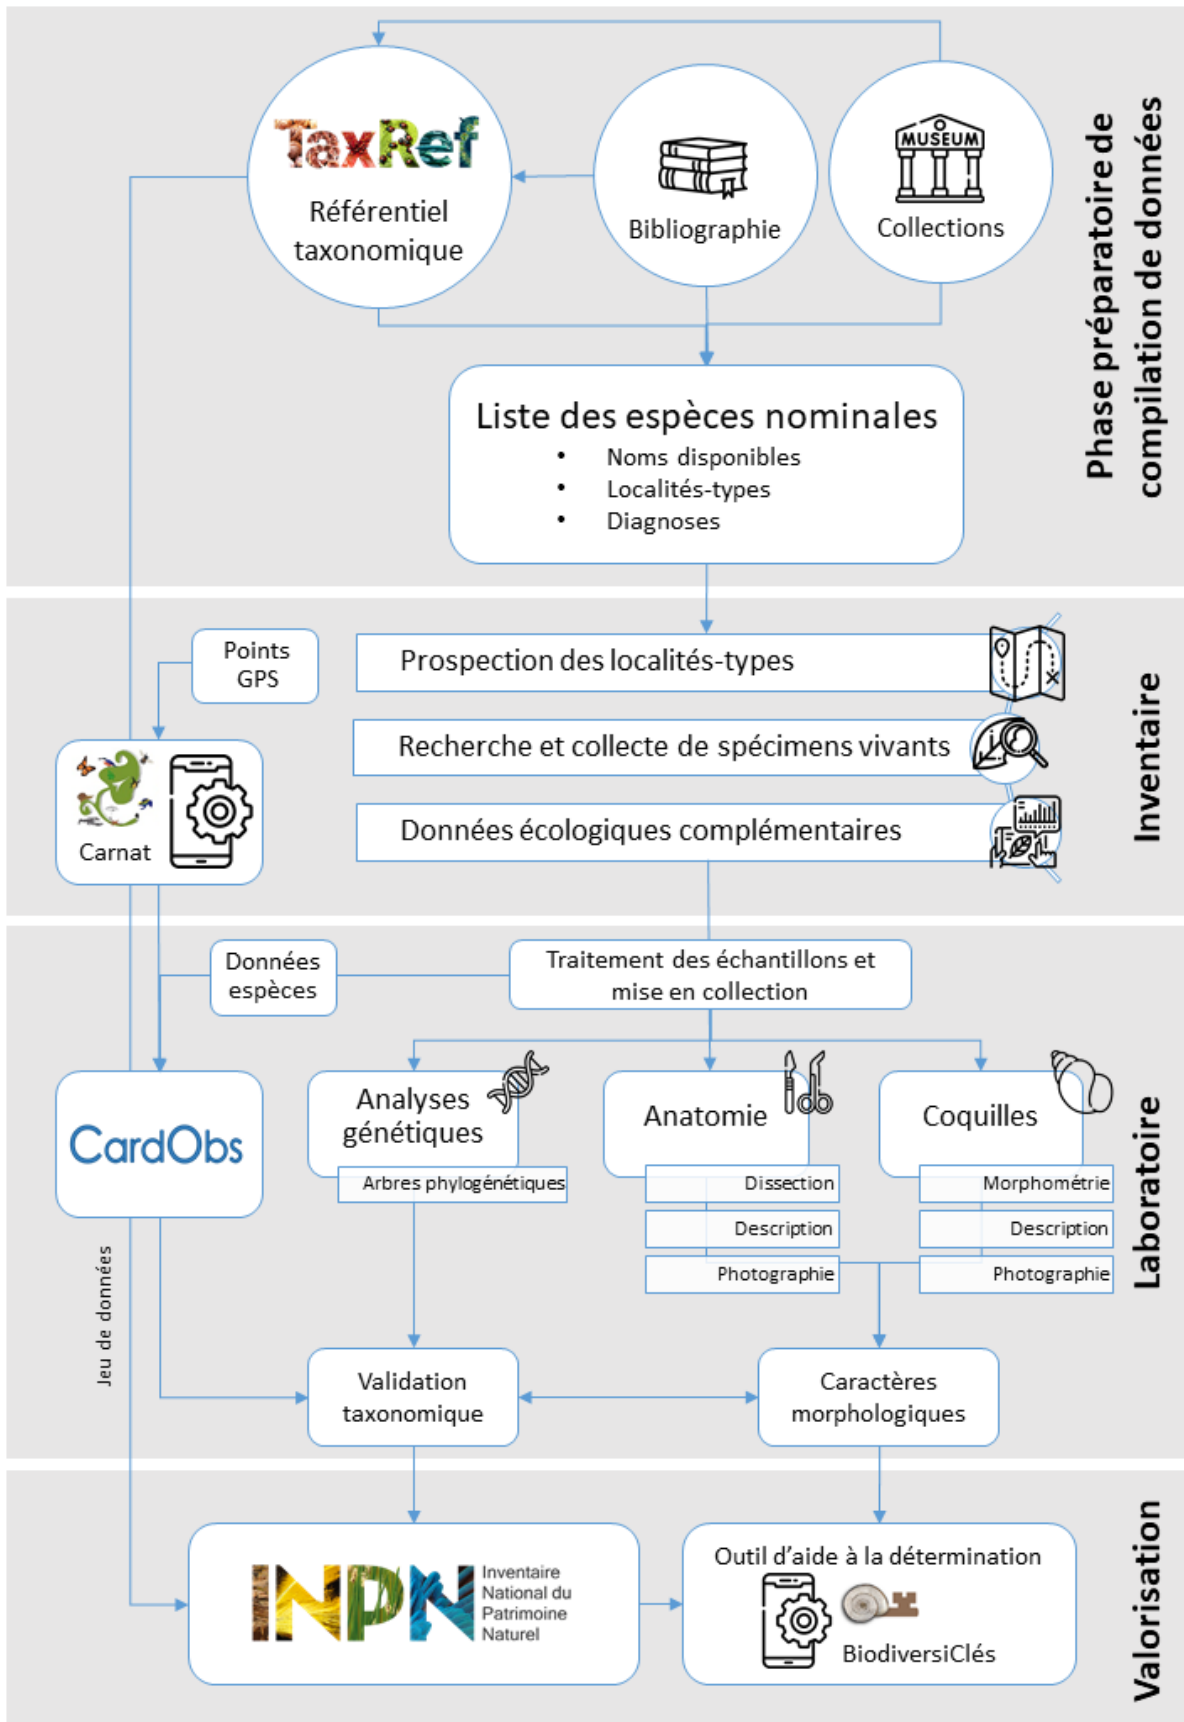 TaxRef
Référentiel
taxonomique
Bibliographie
MUSEUM
Collections
Phase préparatoire de
compilation de données
Liste des espèces nominales
• Noms disponibles
• Localités-types
• Diagnoses
Points
GPS
Prospection des localités-types
Recherche et collecte de spécimens vivants
Données écologiques complémentaires
Carnat
Inventaire
Données
espèces
Traitement des échantillons et
mise en collection
CardObs
Analyses
génétiques
Arbres phylogénétiques
Anatomie
Dissection
Description
Photographie
Coquilles
Morphométrie
Description
Photographie
Laboratoire
Jeu de données
Validation
taxonomique
Caractères
morphologiques
INPN
Inventaire
National du
Patrimoine
Naturel
Outil d'aide à la détermination
BiodiversiClés
Valorisation